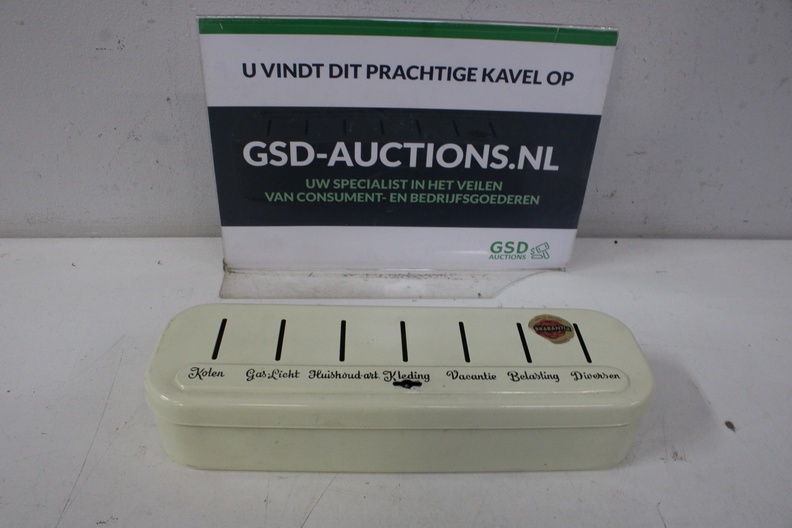 U VINDT DIT PRACHTIGE KAVEL OP
GSD-AUCTIONS.NL
UW SPECIALIST IN HET VEILEN
VAN CONSUMENT- EN BEDRIJFSGOEDEREN
GSD
AUCTIONS
BRABANTIA
Kolen Gas;Licht Huishoud-art Kleding Vacantie Belasting Diversen